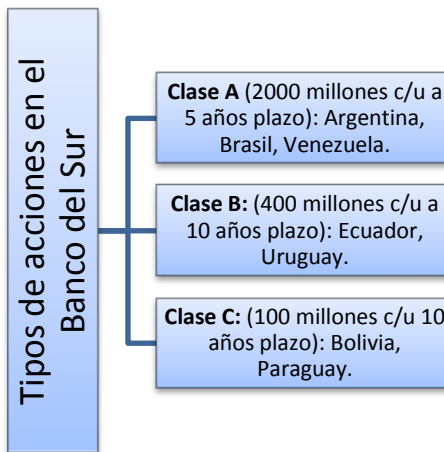 Tipos de acciones en el
Banco del Sur
Clase A (2000 millones c/u a
5 años plazo): Argentina,
Brasil, Venezuela.
Clase B: (400 millones c/u a
10 años plazo): Ecuador,
Uruguay.
Clase C: (100 millones c/u 10
años plazo): Bolivia,
Paraguay.